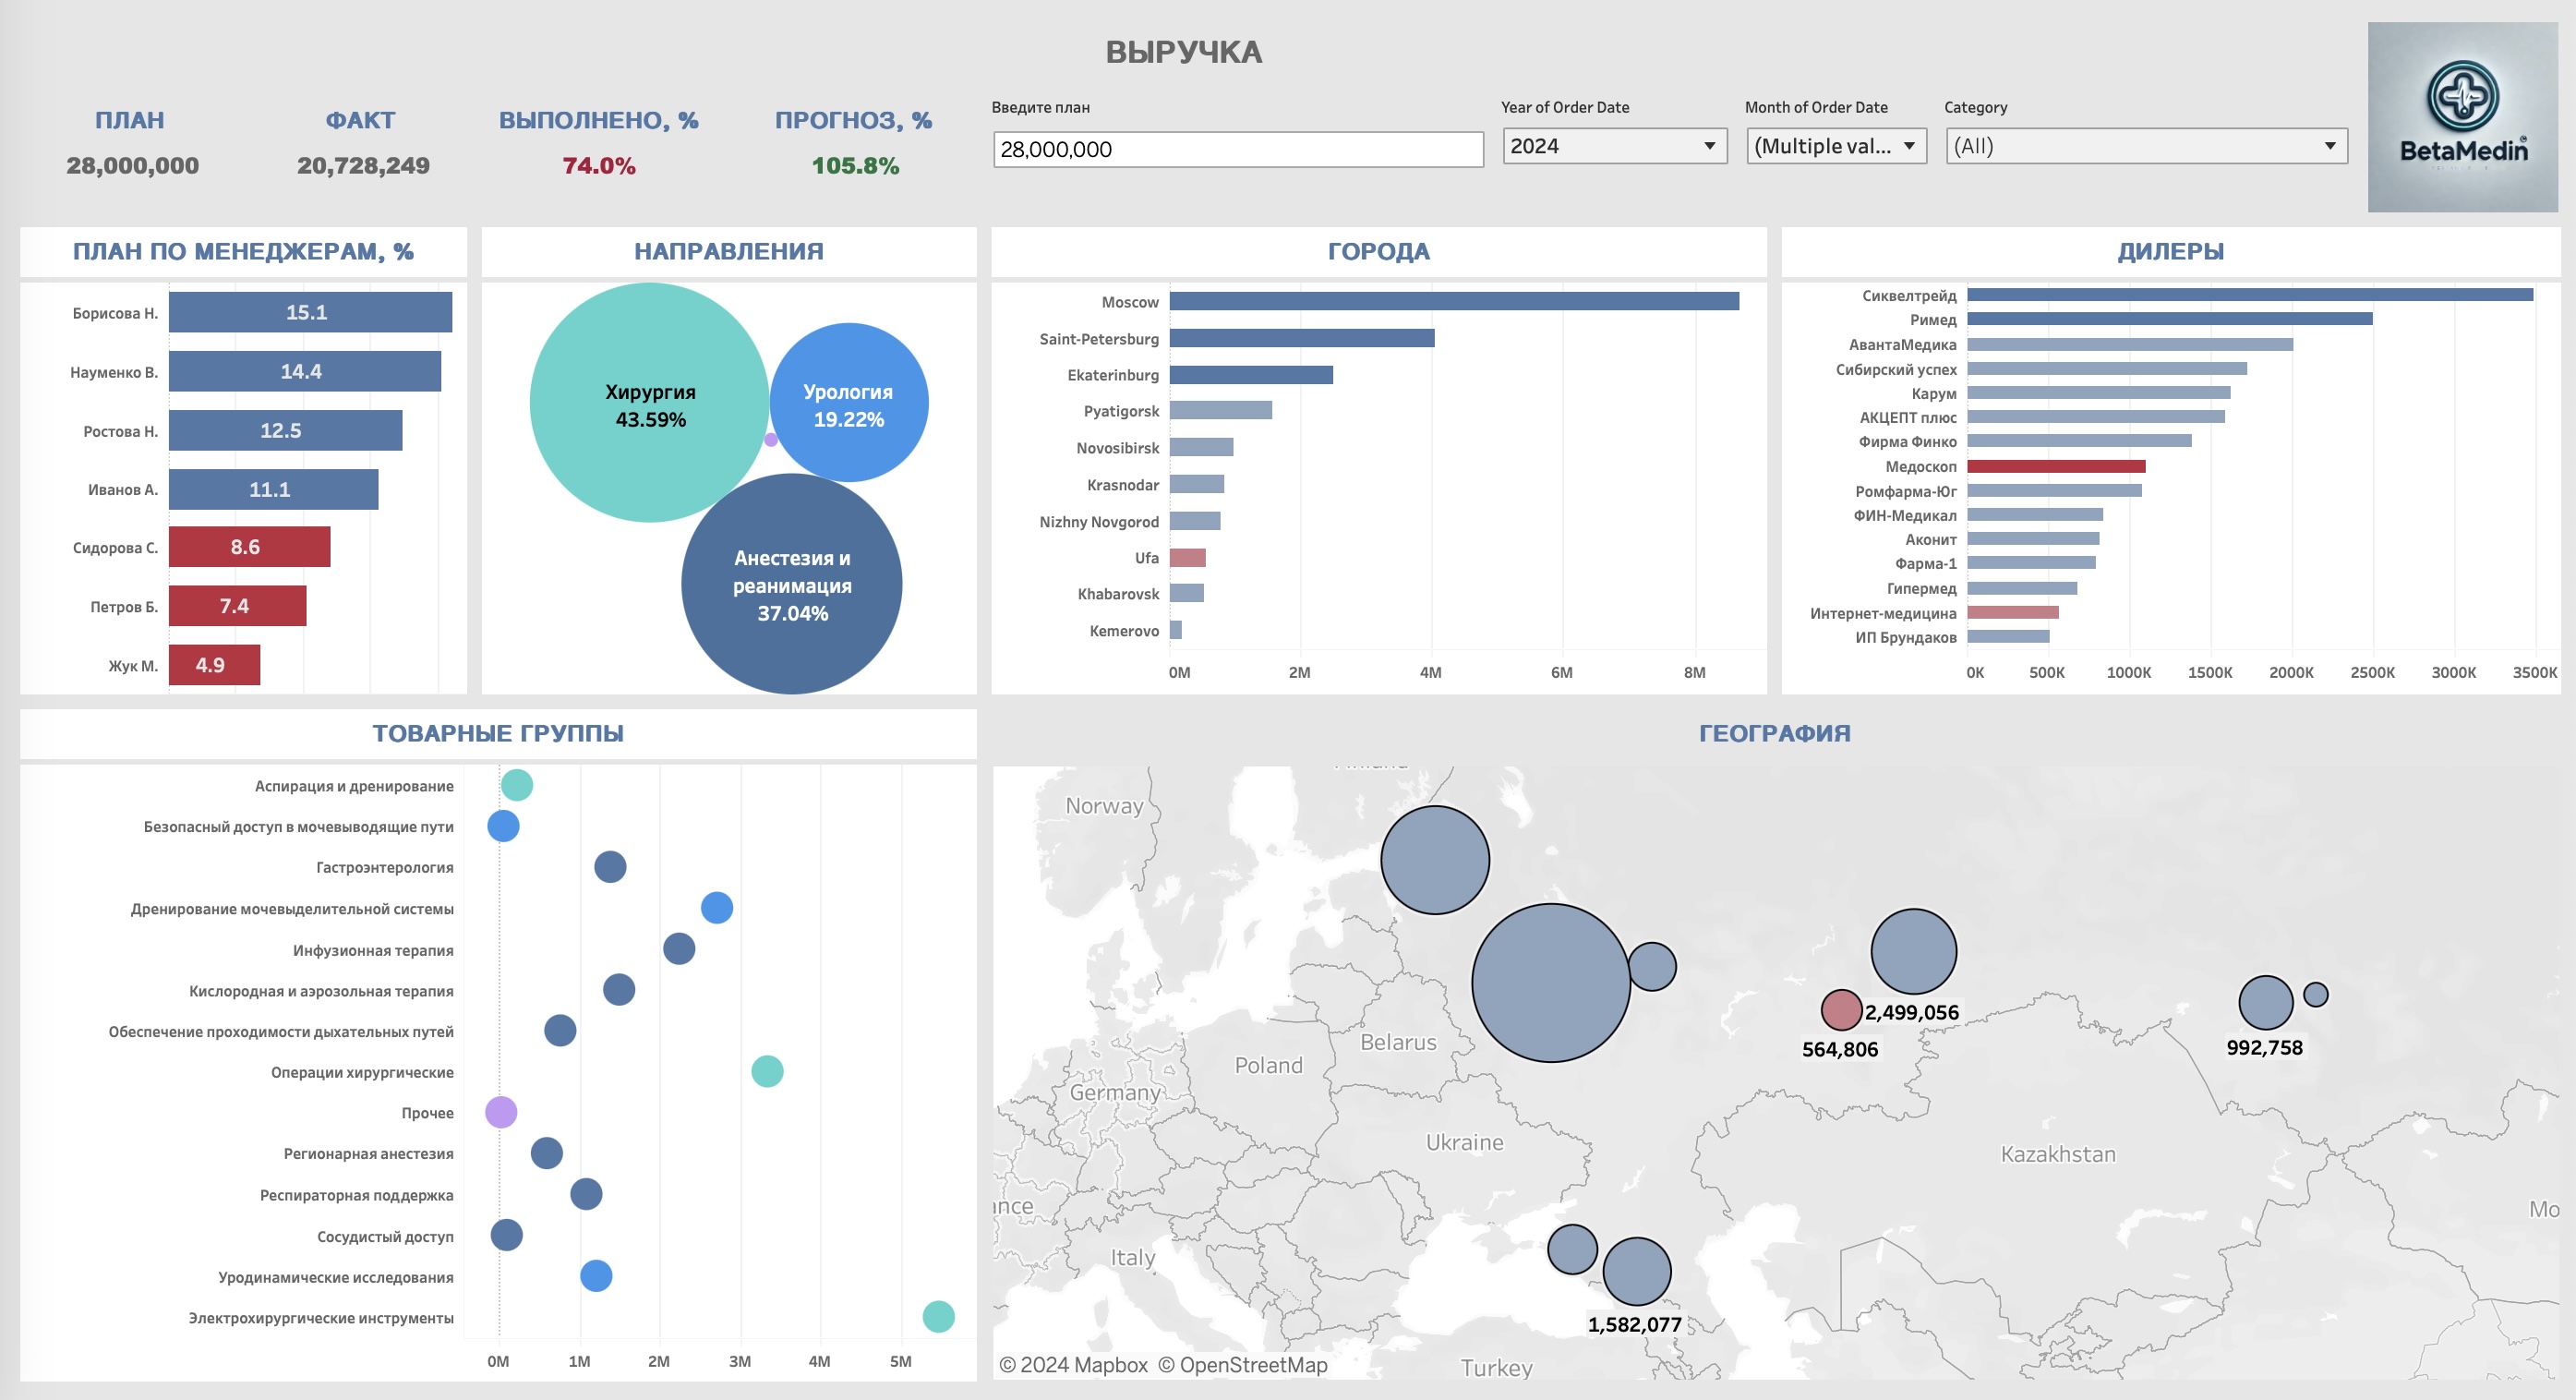 ВЫРУЧКА
ПЛАН
ФАКТ
ВЫПОЛНЕНО, %
ПРОГНОЗ, %
28,000,000
20,728,249
74.0%
105.8%
Введите план
28,000,000
Year of Order Date
2024
Month of Order Date
(Multiple val...
Category
(All)
BetaMedin
ПЛАН ПО МЕНЕДЖЕРАМ, %
Борисова Н.
15.1
Науменко В.
14.4
Ростова Н.
12.5
Иванов А.
11.1
Сидорова С.
8.6
Петров Б.
7.4
Жук М.
4.9
НАПРАВЛЕНИЯ
Хирургия
43.59%
Урология
19.22%
Анестезия и
реанимация
37.04%
ГОРОДА
Moscow
Saint-Petersburg
Ekaterinburg
Pyatigorsk
Novosibirsk
Krasnodar
Nizhny Novgorod
Ufa
Khabarovsk
Kemerovo
0M
2M
4M
6M
8M
ДИЛЕРЫ
Сиквелтрейд
Римед
АвантаМедика
Сибирский успех
Карум
АКЦЕПТ плюс
Фирма Финко
Медоскоп
Ромфарма-Юг
ФИН-Медикал
Аконит
Фарма-1
Гипермед
Интернет-медицина
ИП Брундаков
0K
500K
1000K
1500K
2000K
2500K
3000K
3500K
ТОВАРНЫЕ ГРУППЫ
Аспирация и дренирование
Безопасный доступ в мочевыводящие пути
Гастроэнтерология
Дренирование мочевыделительной системы
Инфузионная терапия
Кислородная и аэрозольная терапия
Обеспечение проходимости дыхательных путей
Операции хирургические
Прочее
Регионарная анестезия
Респираторная поддержка
Сосудистый доступ
Уродинамические исследования
Электрохирургические инструменты
0M
1M
2M
3M
4M
5M
ГЕОГРАФИЯ
Norway
2,499,056
564,806
992,758
Belarus
Poland
Germany
Ukraine
Kazakhstan
Italy
1,582,077
© 2024 Mapbox © OpenStreetMap
Turkey